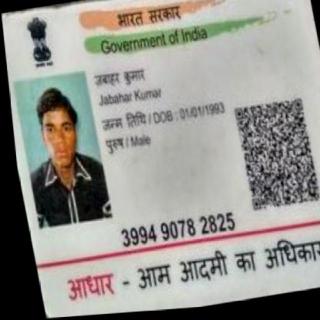 भारत सरकार
Government of India
जबाहर कुमार
Jabahar Kumar
जन्म तिथि / DOB : 01/01/1993
पुरुष / Male
3994 9078 2825
आधार - आम आदमी का अधिकार